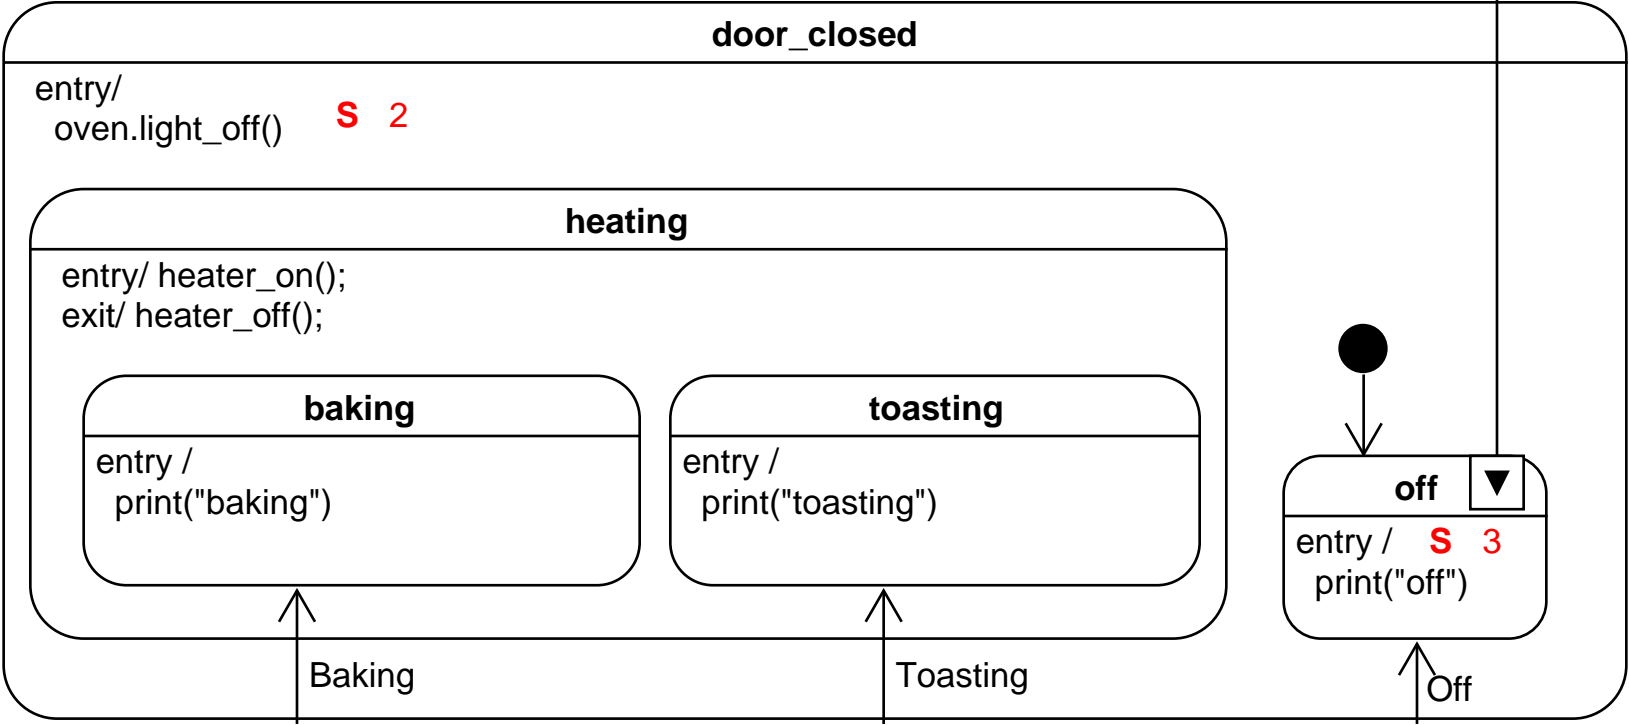 door_closed
entry/
oven.light_off()
S 2
heating
entry/ heater_on();
exit/ heater_off();
baking
entry /
print("baking")
toasting
entry /
print("toasting")
off
entry / S 3
print("off")
Baking
Toasting
Off